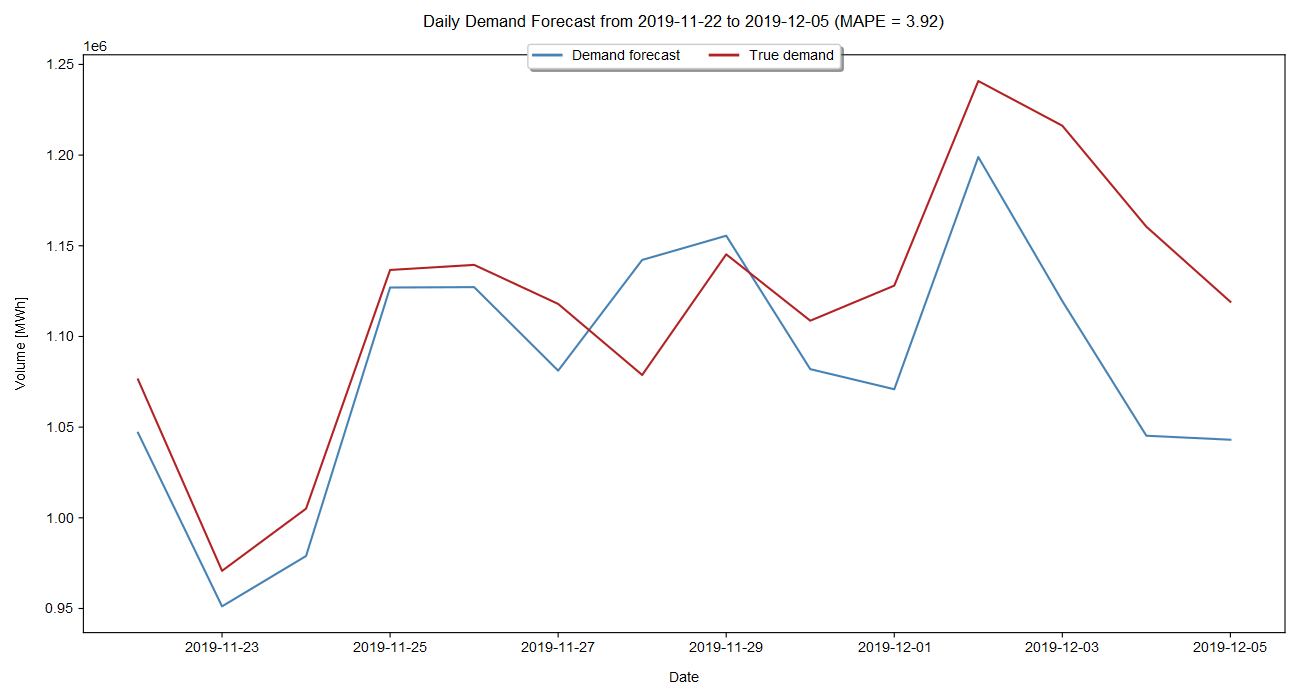 Daily Demand Forecast from 2019-11-22 to 2019-12-05 (MAPE = 3.92)
1e6
Demand forecast True demand
1.25
1.20
1.15
1.10
1.05
1.00
0.95
Volume [MWh]
2019-11-23 2019-11-25 2019-11-27 2019-11-29 2019-12-01 2019-12-03 2019-12-05
Date